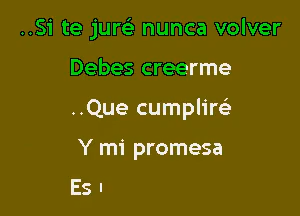 ..Si te juré nunca volver
Debes creerme
..Que cumpliré
Y mi promesa
Es